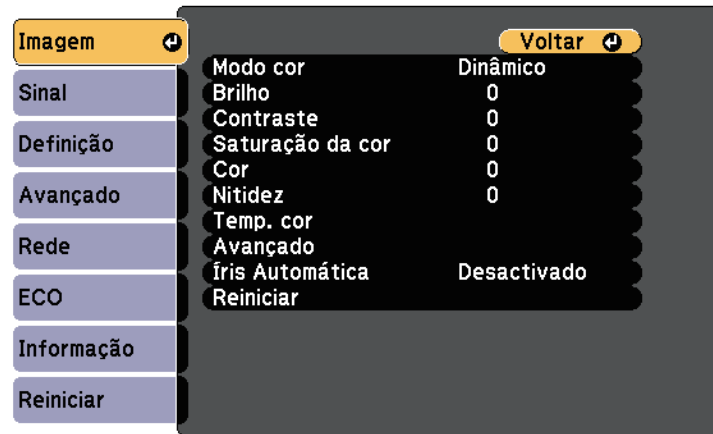 Imagem
Sinal
Definição
Avançado
Rede
ECO
Informação
Reiniciar
Voltar
Modo cor Dinâmico
Brilho 0
Contraste 0
Saturação da cor 0
Cor 0
Nitidez 0
Temp. cor
Avançado
Íris Automática Desactivado
Reiniciar